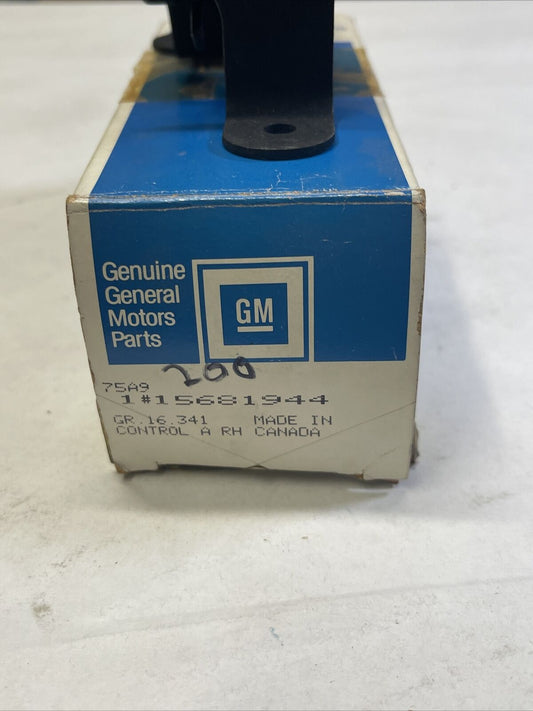 Genuine
General
Motors
Parts
GM
200
75A9
1#15681944
GR.16.341 MADE IN
CONTROL A RH CANADA